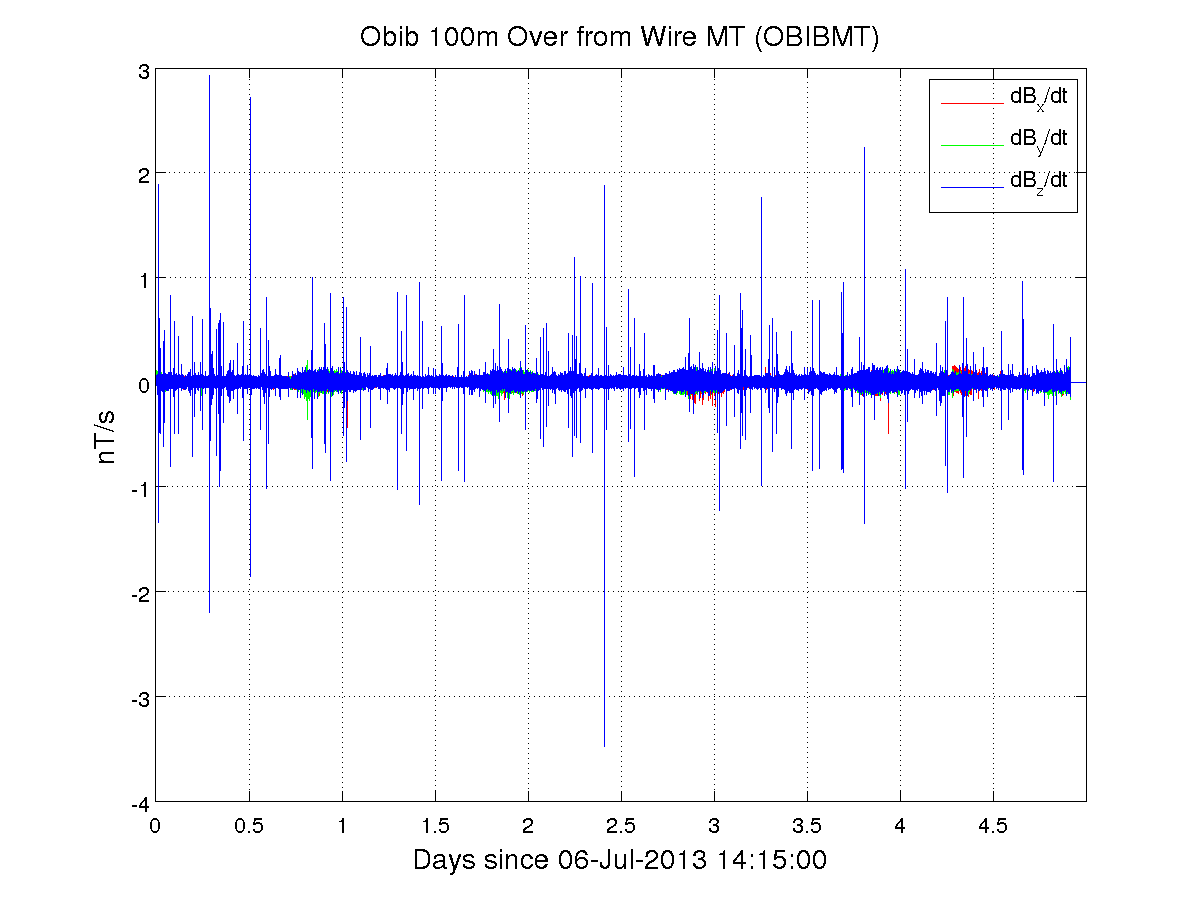 Obib 100m Over from Wire MT (OBIBMT)
3
2
1
0
-1
-2
-3
-4
nT/s
dBx/dt
dBy/dt
dBz/dt
0 0.5 1 1.5 2 2.5 3 3.5 4 4.5
Days since 06-Jul-2013 14:15:00